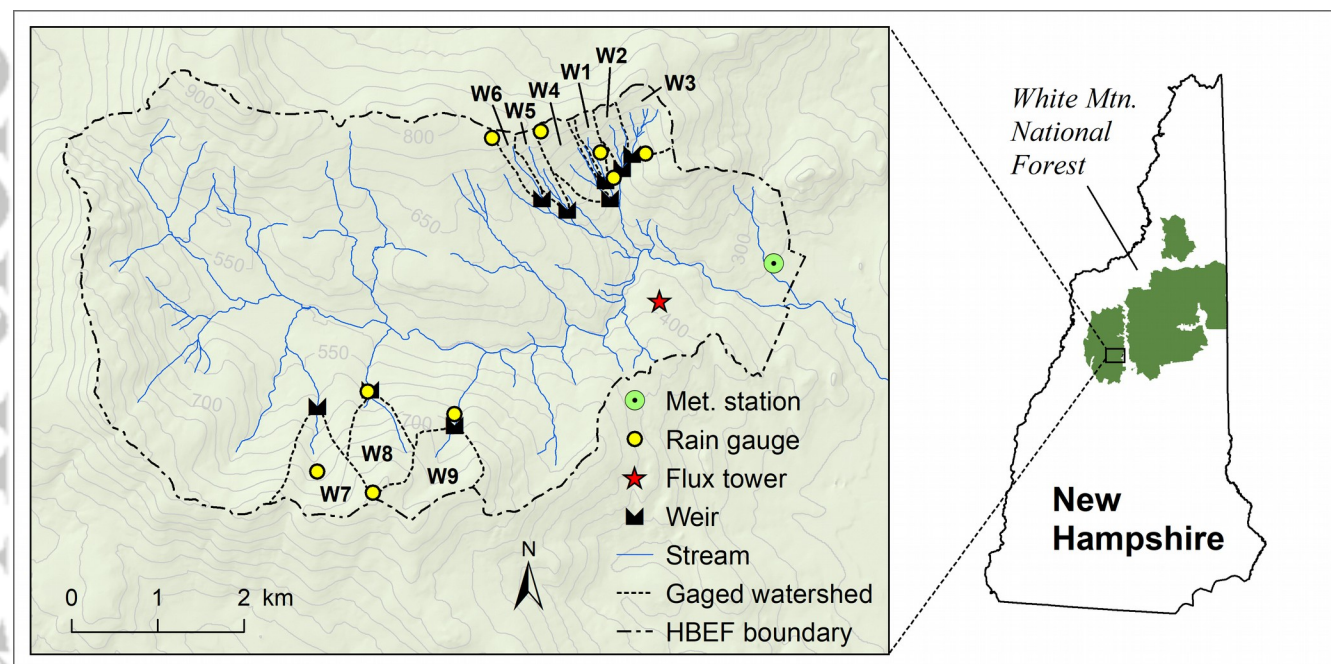 W2
W1
W3
W4
W6
W5
900
800
650
300
550
400
550
700
700
W8
W9
W7
Met. station
Rain gauge
Flux tower
Weir
Stream
Gaged watershed
HBEF boundary
N
0 1 2 km
White Mtn.
National
Forest
New
Hampshire